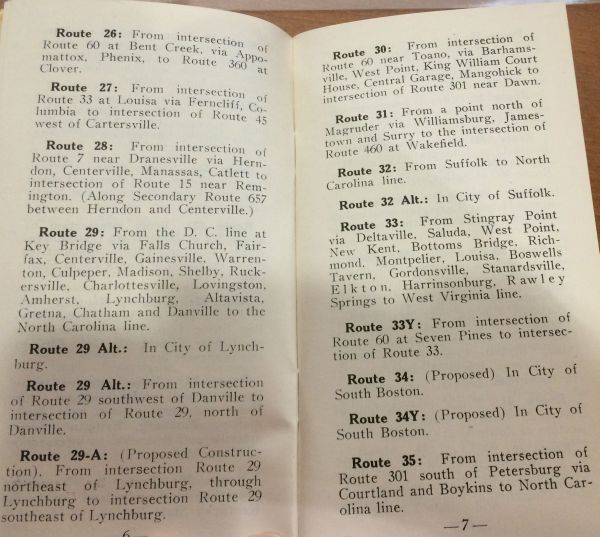 Route 26: From intersection of
Route 60 at Bent Creek, via Appo-
mattox, Phenix, to Route 360 at
Clover.
Route 27: From intersection of
Route 33 at Louisa via Ferncliff, Co-
lumbia to intersection of Route 45
west of Cartersville.
Route 28: From intersection of
Route 7 near Dranesville via Hern-
don, Centerville, Manassas, Catlett to
intersection of Route 15 near Rem-
ington. (Along Secondary Route 657
between Herndon and Centerville.)
Route 29: From the D. C. line at
Key Bridge via Falls Church, Fair-
fax, Centerville, Gainesville, Warren-
ton, Culpeper, Madison, Shelby, Ruck-
ersville, Charlottesville, Lovingston,
Amherst, Lynchburg, Altavista,
Gretna, Chatham and Danville to the
North Carolina line.
Route 29 Alt.: In City of Lynch-
burg.
Route 29 Alt.: From intersection
of Route 29 southwest of Danville to
intersection of Route 29, north of
Danville.
Route 29-A: (Proposed Construc-
tion). From intersection Route 29
northeast of Lynchburg, through
Lynchburg to intersection Route 29
southeast of Lynchburg.
6—
Route 30: From intersection of
Route 60 near Toano, via Barhams-
ville, West Point, King William Court
House, Central Garage, Mangohick to
intersection of Route 301 near Dawn.
Route 31: From a point north of
Magruder via Williamsburg, James-
town and Surry to the intersection of
Route 460 at Wakefield.
Route 32: From Suffolk to North
Carolina line.
Route 32 Alt.: In City of Suffolk.
Route 33: From Stingray Point
via Deltaville, Saluda, West Point,
New Kent, Bottoms Bridge, Rich-
mond, Montpelier, Louisa, Boswells
Tavern, Gordonsville, Stanardsville,
Elkton, Harrinsonburg, Rawley
Springs to West Virginia line.
Route 33Y: From intersection of
Route 60 at Seven Pines to intersec-
tion of Route 33.
Route 34: (Proposed) In City of
South Boston.
Route 34Y: (Proposed) In City of
South Boston.
Route 35: From intersection of
Route 301 south of Petersburg via
Courtland and Boykins to North Car-
olina line.
—7—